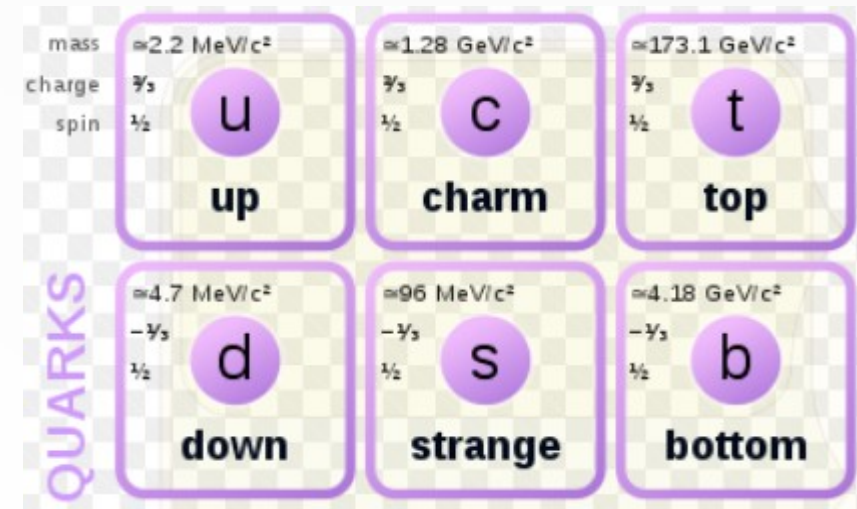 mass ≃2.2 MeV/c² ≃1.28 GeV/c² ≃173.1 GeV/c²
charge ⅔ ⅔ ⅔
spin ½ ½ ½
u c t
up charm top
≃4.7 MeV/c² ≃96 MeV/c² ≃4.18 GeV/c²
−⅓ −⅓ −⅓
½ ½ ½
d s b
down strange bottom
QUARKS